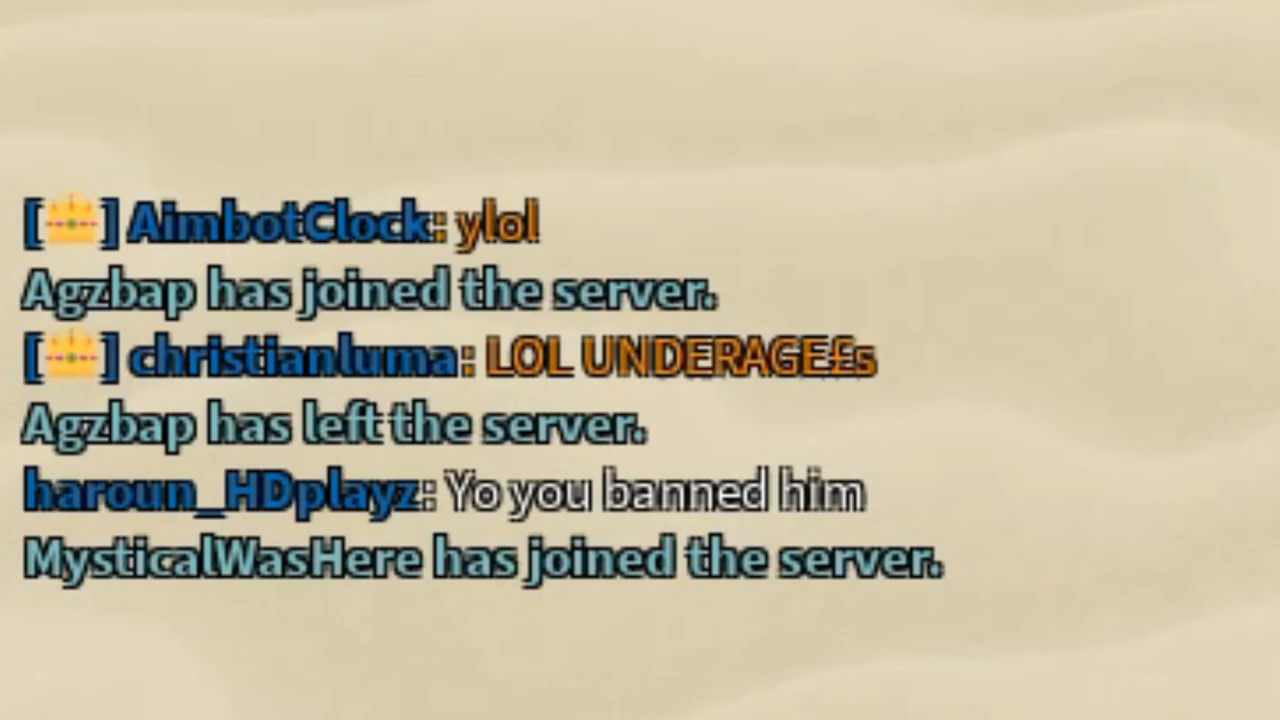 [👑] AimbotClock: ylol
Agzbap has joined the server.
[👑] christianluma: LOL UNDERAGE£s
Agzbap has left the server.
haroun_HDplayz: Yo you banned him
MysticalWasHere has joined the server.